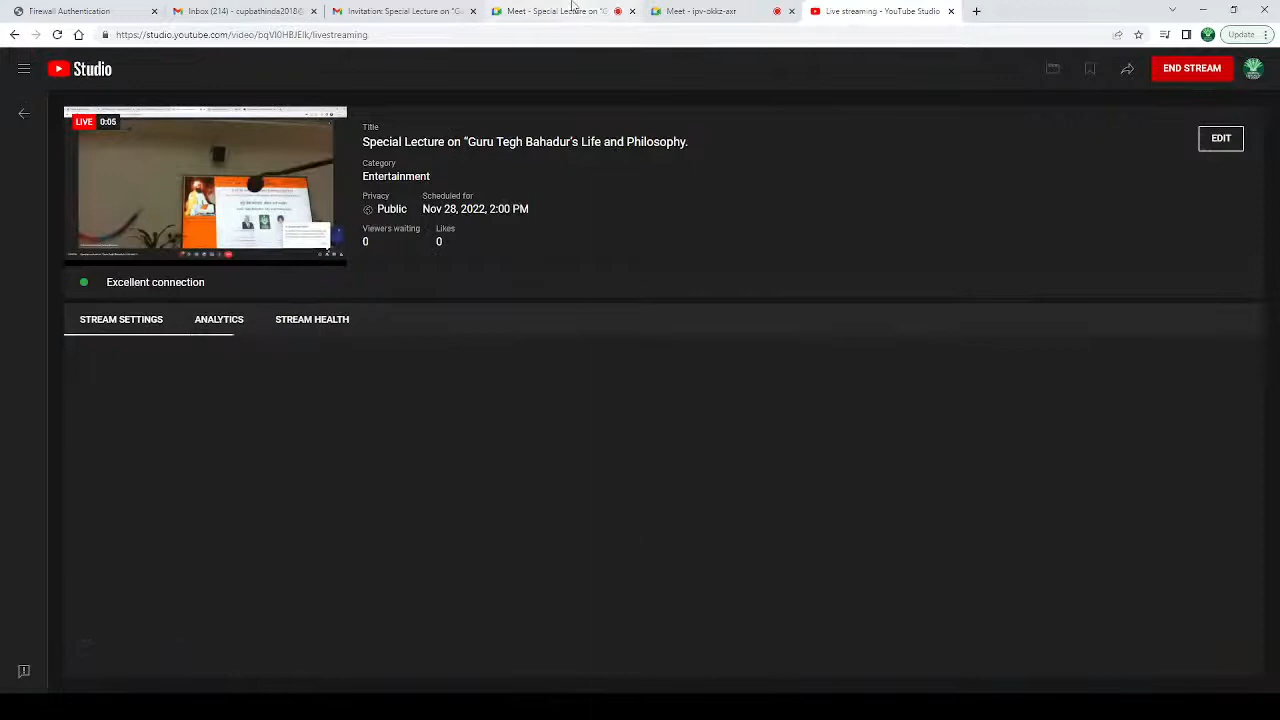 Firewall Authentication
Inbox (214) - cupbathinda2018@
Invitation: Special Lecture on "Gu
Meet - Special Lecture on "G
Meet - ipv-okkz-axr
Live streaming - YouTube Studio
studio.youtube.com/video/bqVl0HBJElk/livestreaming
Update
Studio
END STREAM
LIVE 0:05
Title
Special Lecture on “Guru Tegh Bahadur's Life and Philosophy.
EDIT
Category
Entertainment
Privacy Scheduled for
Public Nov 28, 2022, 2:00 PM
Viewers waiting Likes
0 0
Excellent connection
STREAM SETTINGS ANALYTICS STREAM HEALTH